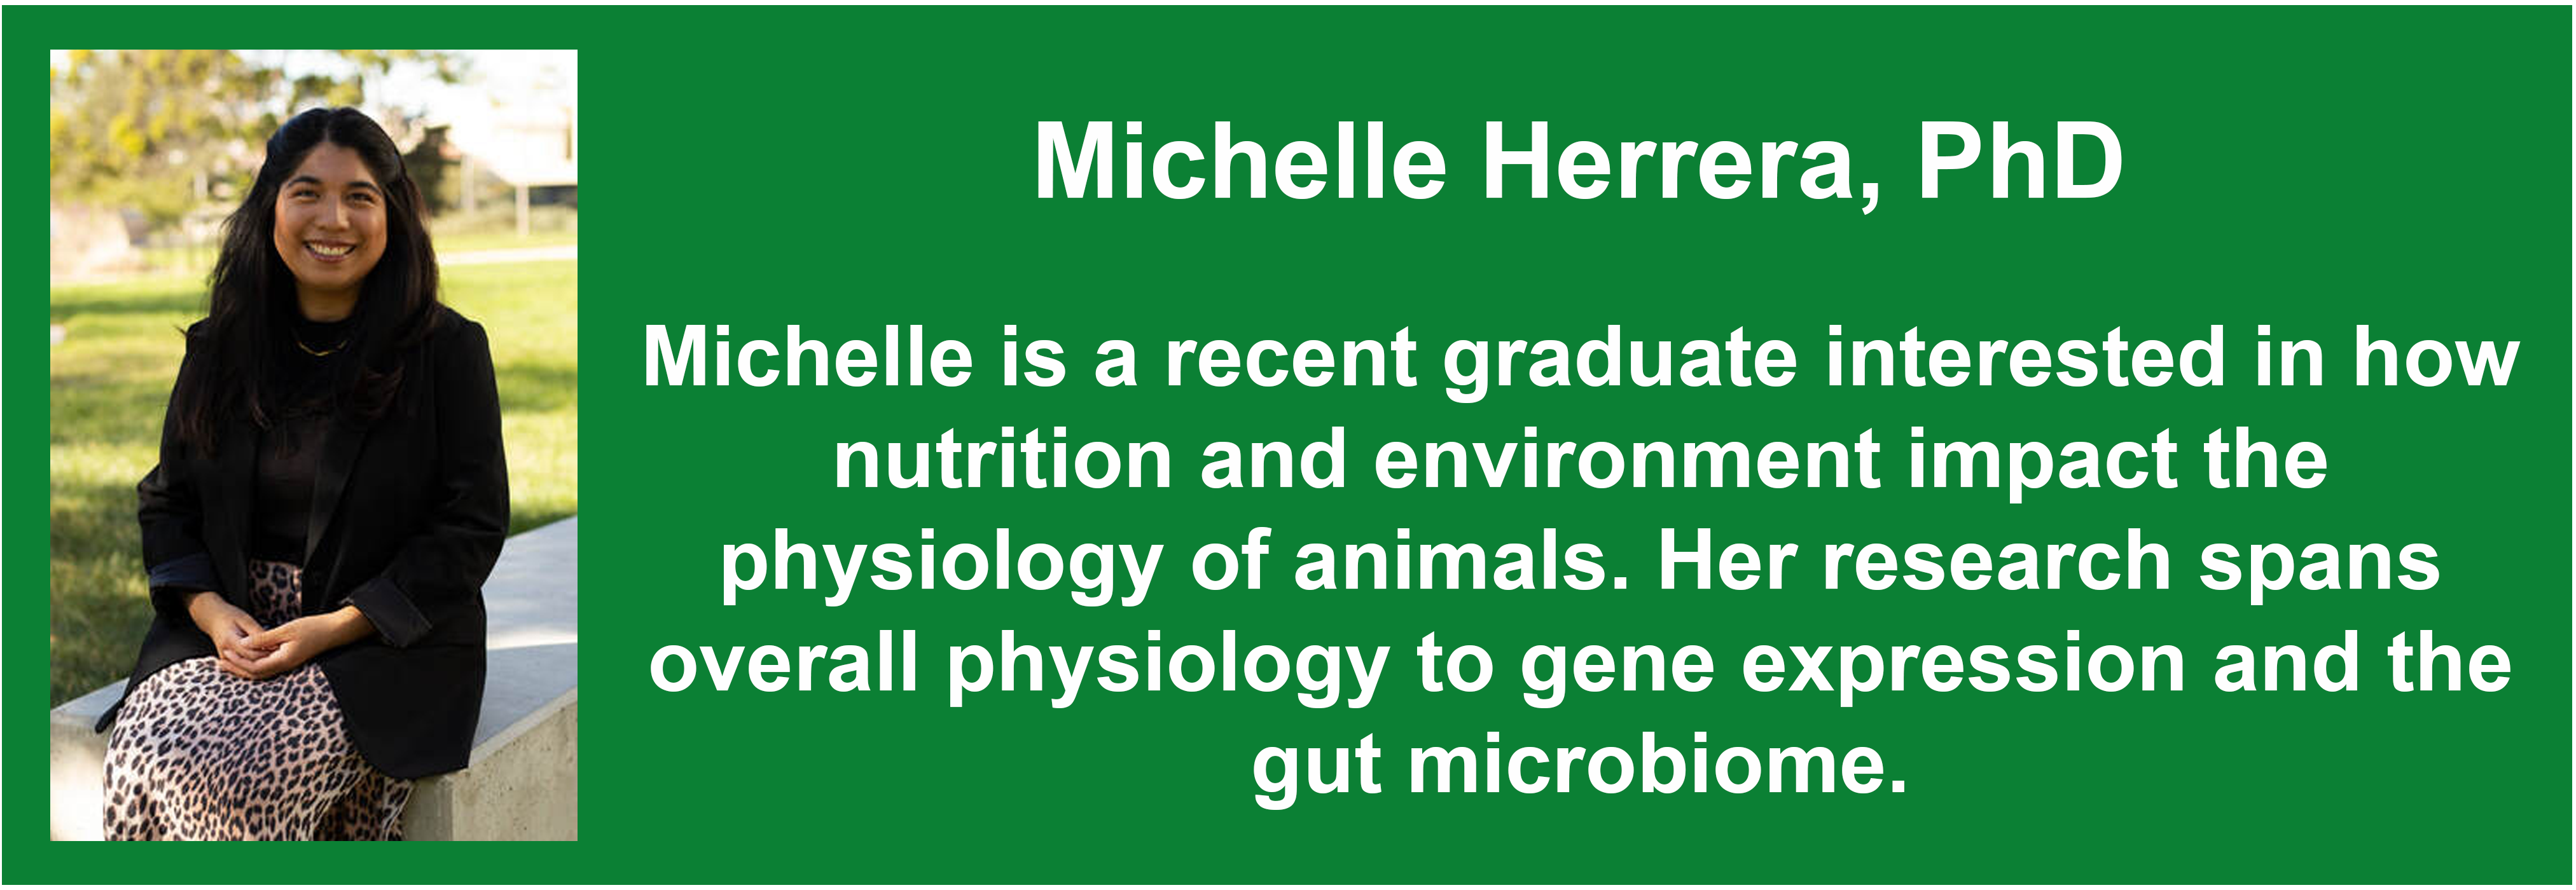 Michelle Herrera, PhD
Michelle is a recent graduate interested in how
nutrition and environment impact the
physiology of animals. Her research spans
overall physiology to gene expression and the
gut microbiome.